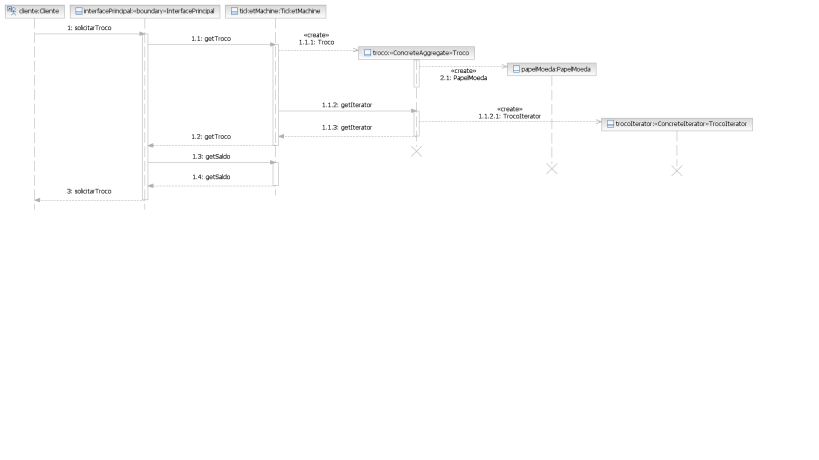 cliente:Cliente
interfacePrincipal:«boundary»InterfacePrincipal
ticketMachine:TicketMachine
1: solicitarTroco
1.1: getTroco
«create»
1.1.1: Troco
troco:«ConcreteAggregate»Troco
«create»
2.1: PapelMoeda
papelMoeda:PapelMoeda
1.1.2: getIterator
«create»
1.1.2.1: TrocoIterator
trocoIterator:«ConcreteIterator»TrocoIterator
1.1.3: getIterator
1.2: getTroco
1.3: getSaldo
1.4: getSaldo
3: solicitarTroco